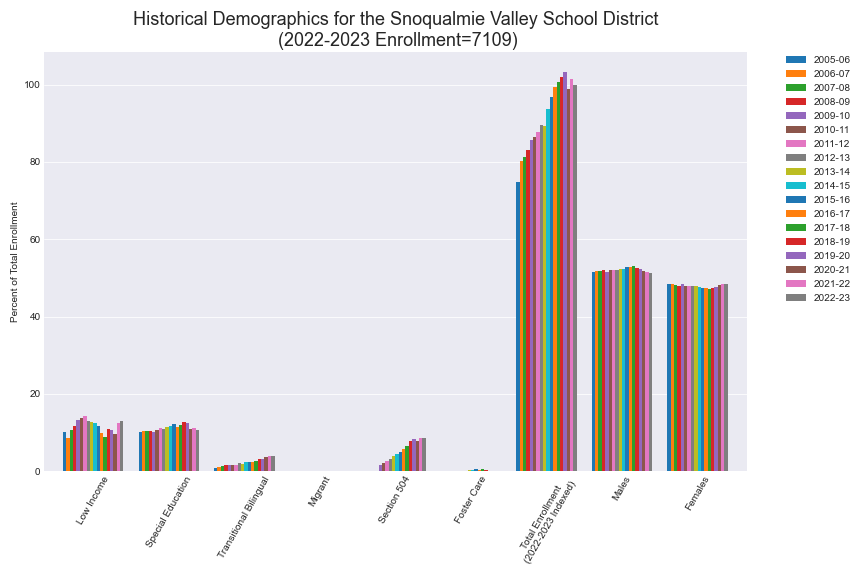 Historical Demographics for the Snoqualmie Valley School District
(2022-2023 Enrollment=7109)
Percent of Total Enrollment
100
80
60
40
20
0
Low Income
Special Education
Transitional Bilingual
Migrant
Section 504
Foster Care
Total Enrollment
(2022-2023 Indexed)
Males
Females
2005-06
2006-07
2007-08
2008-09
2009-10
2010-11
2011-12
2012-13
2013-14
2014-15
2015-16
2016-17
2017-18
2018-19
2019-20
2020-21
2021-22
2022-23